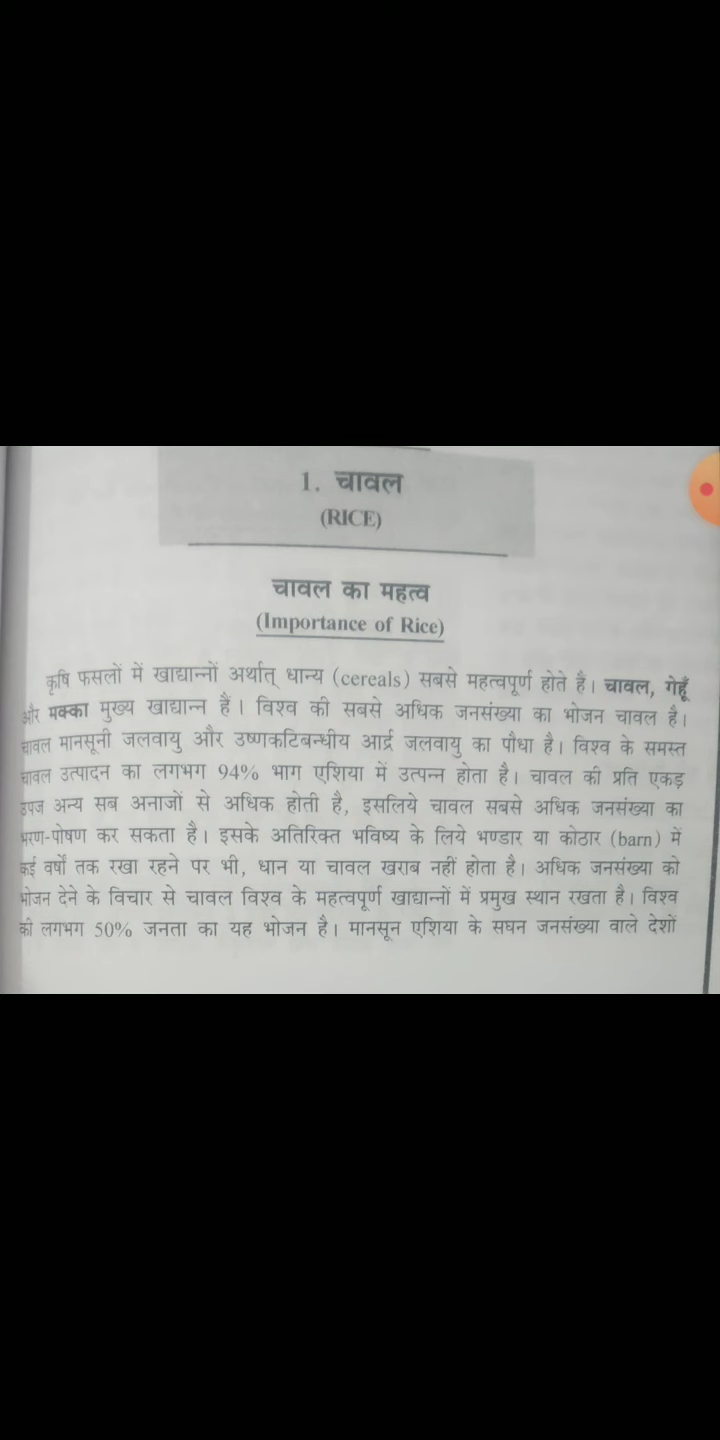 1. चावल
(RICE)
चावल का महत्व
(Importance of Rice)
कृषि फसलों में खाद्यान्नों अर्थात् धान्य (cereals) सबसे महत्वपूर्ण होते है। चावल, गेहूँ
और मक्का मुख्य खाद्यान्न हैं। विश्व की सबसे अधिक जनसंख्या का भोजन चावल है।
चावल मानसूनी जलवायु और उष्णकटिबन्धीय आर्द्र जलवायु का पौधा है। विश्व के समस्त
चावल उत्पादन का लगभग 94% भाग एशिया में उत्पन्न होता है। चावल की प्रति एकड़
उपज अन्य सब अनाजों से अधिक होती है, इसलिये चावल सबसे अधिक जनसंख्या का
भरण-पोषण कर सकता है। इसके अतिरिक्त भविष्य के लिये भण्डार या कोठार (barn) में
कई वर्षों तक रखा रहने पर भी, धान या चावल खराब नहीं होता है। अधिक जनसंख्या को
भोजन देने के विचार से चावल विश्व के महत्वपूर्ण खाद्यान्नों में प्रमुख स्थान रखता है। विश्व
की लगभग 50% जनता का यह भोजन है। मानसून एशिया के सघन जनसंख्या वाले देशों